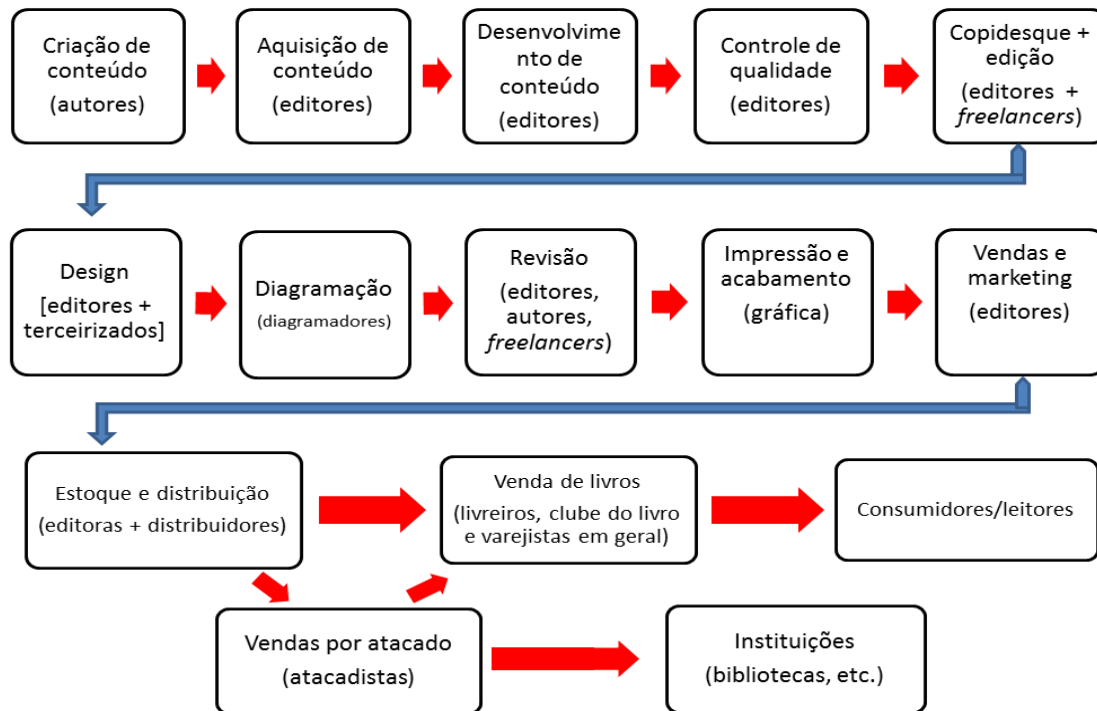 Criação de
conteúdo
(autores)
Aquisição de
conteúdo
(editores)
Desenvolvime
nto de
conteúdo
(editores)
Controle de
qualidade
(editores)
Copidesque +
edição
(editores +
freelancers)
Design
[editores +
terceirizados]
Diagramação
(diagramadores)
Revisão
(editores,
autores,
freelancers)
Impressão e
acabamento
(gráfica)
Vendas e
marketing
(editores)
Estoque e distribuição
(editoras + distribuidores)
Venda de livros
(livreiros, clube do livro
e varejistas em geral)
Consumidores/leitores
Vendas por atacado
(atacadistas)
Instituições
(bibliotecas, etc.)